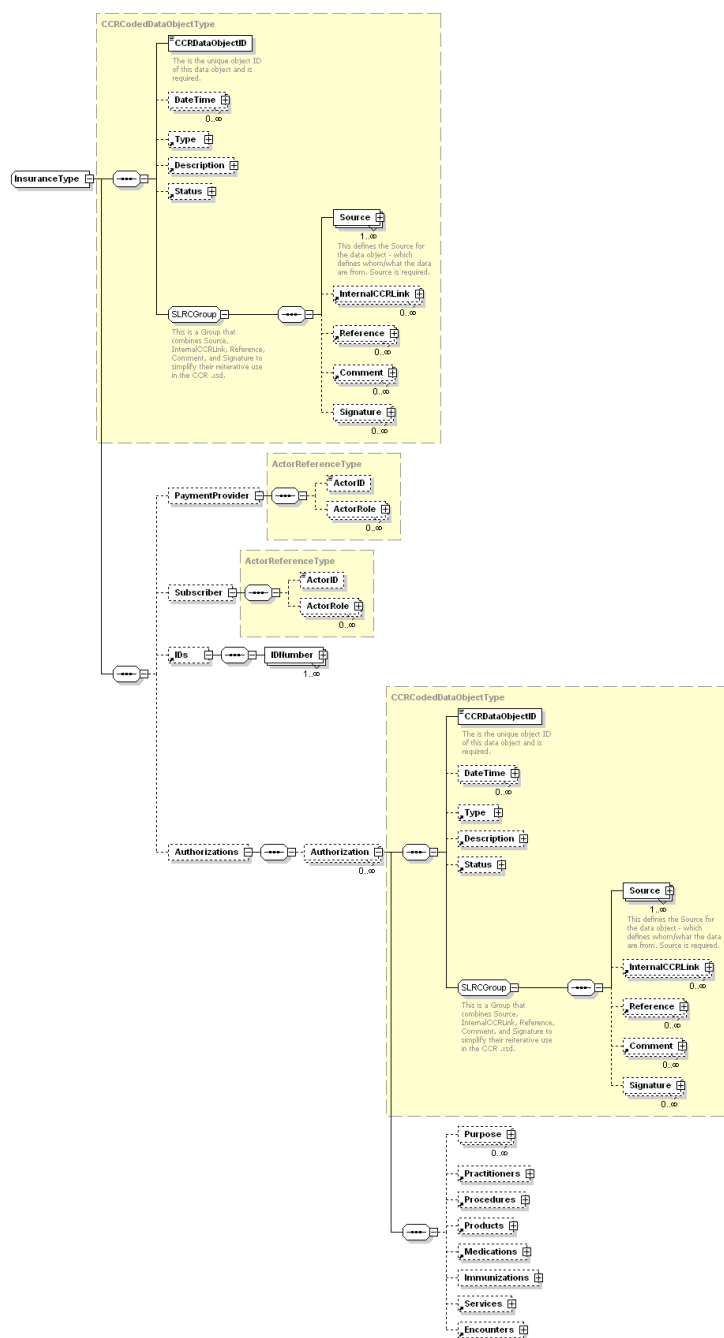 CCRCodedDataObjectType
CCRDataObjectID
The is the unique object ID
of this data object and is
required.
DateTime
0..∞
Type
Description
Status
InsuranceType
Source
1..∞
This defines the Source for
the data object - which
defines whom/what the data
are from. Source is required.
InternalCCRLink
0..∞
SLRCGroup
This is a Group that
combines Source,
InternalCCRLink, Reference,
Comment, and Signature to
simplify their reiterative use
in the CCR .xsd.
Reference
0..∞
Comment
0..∞
Signature
0..∞
ActorReferenceType
PaymentProvider
ActorID
ActorRole
0..∞
ActorReferenceType
Subscriber
ActorID
ActorRole
0..∞
IDs
IDNumber
1..∞
CCRCodedDataObjectType
CCRDataObjectID
The is the unique object ID
of this data object and is
required.
DateTime
0..∞
Type
Description
Status
Authorizations
Authorization
0..∞
Source
1..∞
This defines the Source for
the data object - which
defines whom/what the data
are from. Source is required.
InternalCCRLink
0..∞
SLRCGroup
This is a Group that
combines Source,
InternalCCRLink, Reference,
Comment, and Signature to
simplify their reiterative use
in the CCR .xsd.
Reference
0..∞
Comment
0..∞
Signature
0..∞
Purpose
0..∞
Practitioners
Procedures
Products
Medications
Immunizations
Services
Encounters